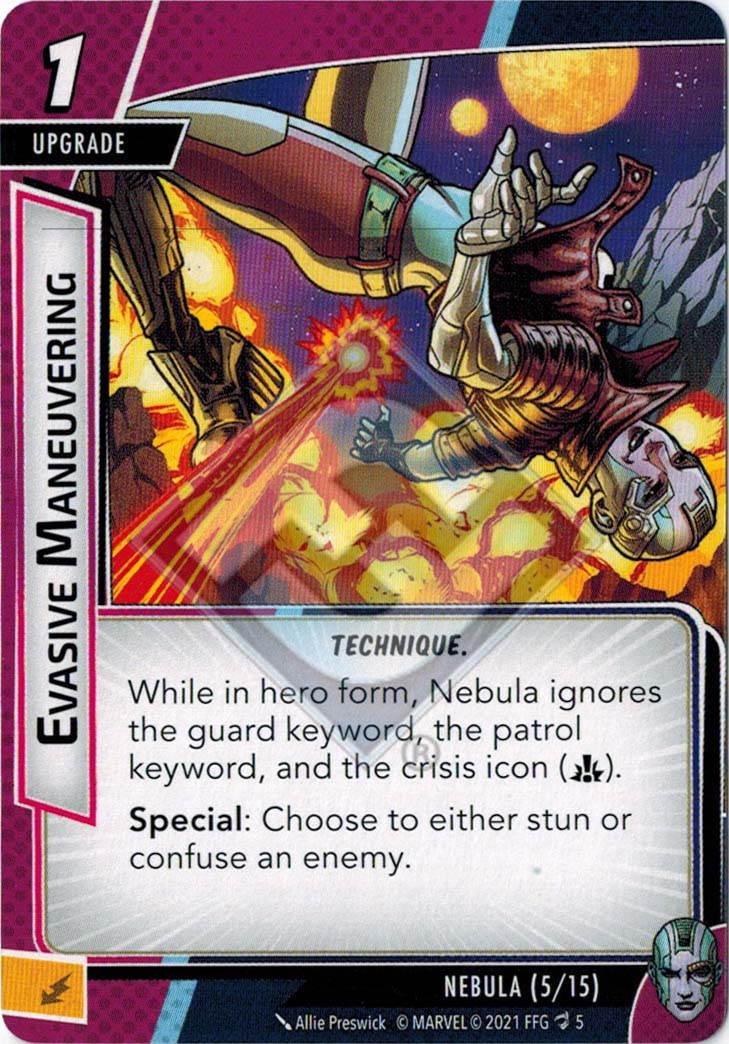 1
UPGRADE
EVASIVE MANEUVERING
TECHNIQUE.
While in hero form, Nebula ignores
the guard keyword, the patrol
keyword, and the crisis icon ( ).
Special: Choose to either stun or
confuse an enemy.
NEBULA (5/15)
Allie Preswick © MARVEL © 2021 FFG 5
®